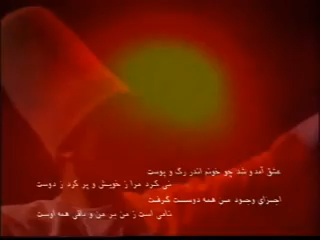 عشق آمد و شد چو خونم اندر رگ و پوست
کرد مرا ز خویش و پر کرد ز دوست
اجزای وجود من همه دوست گرفت
نامی است ز من بر من و باقی همه اوست